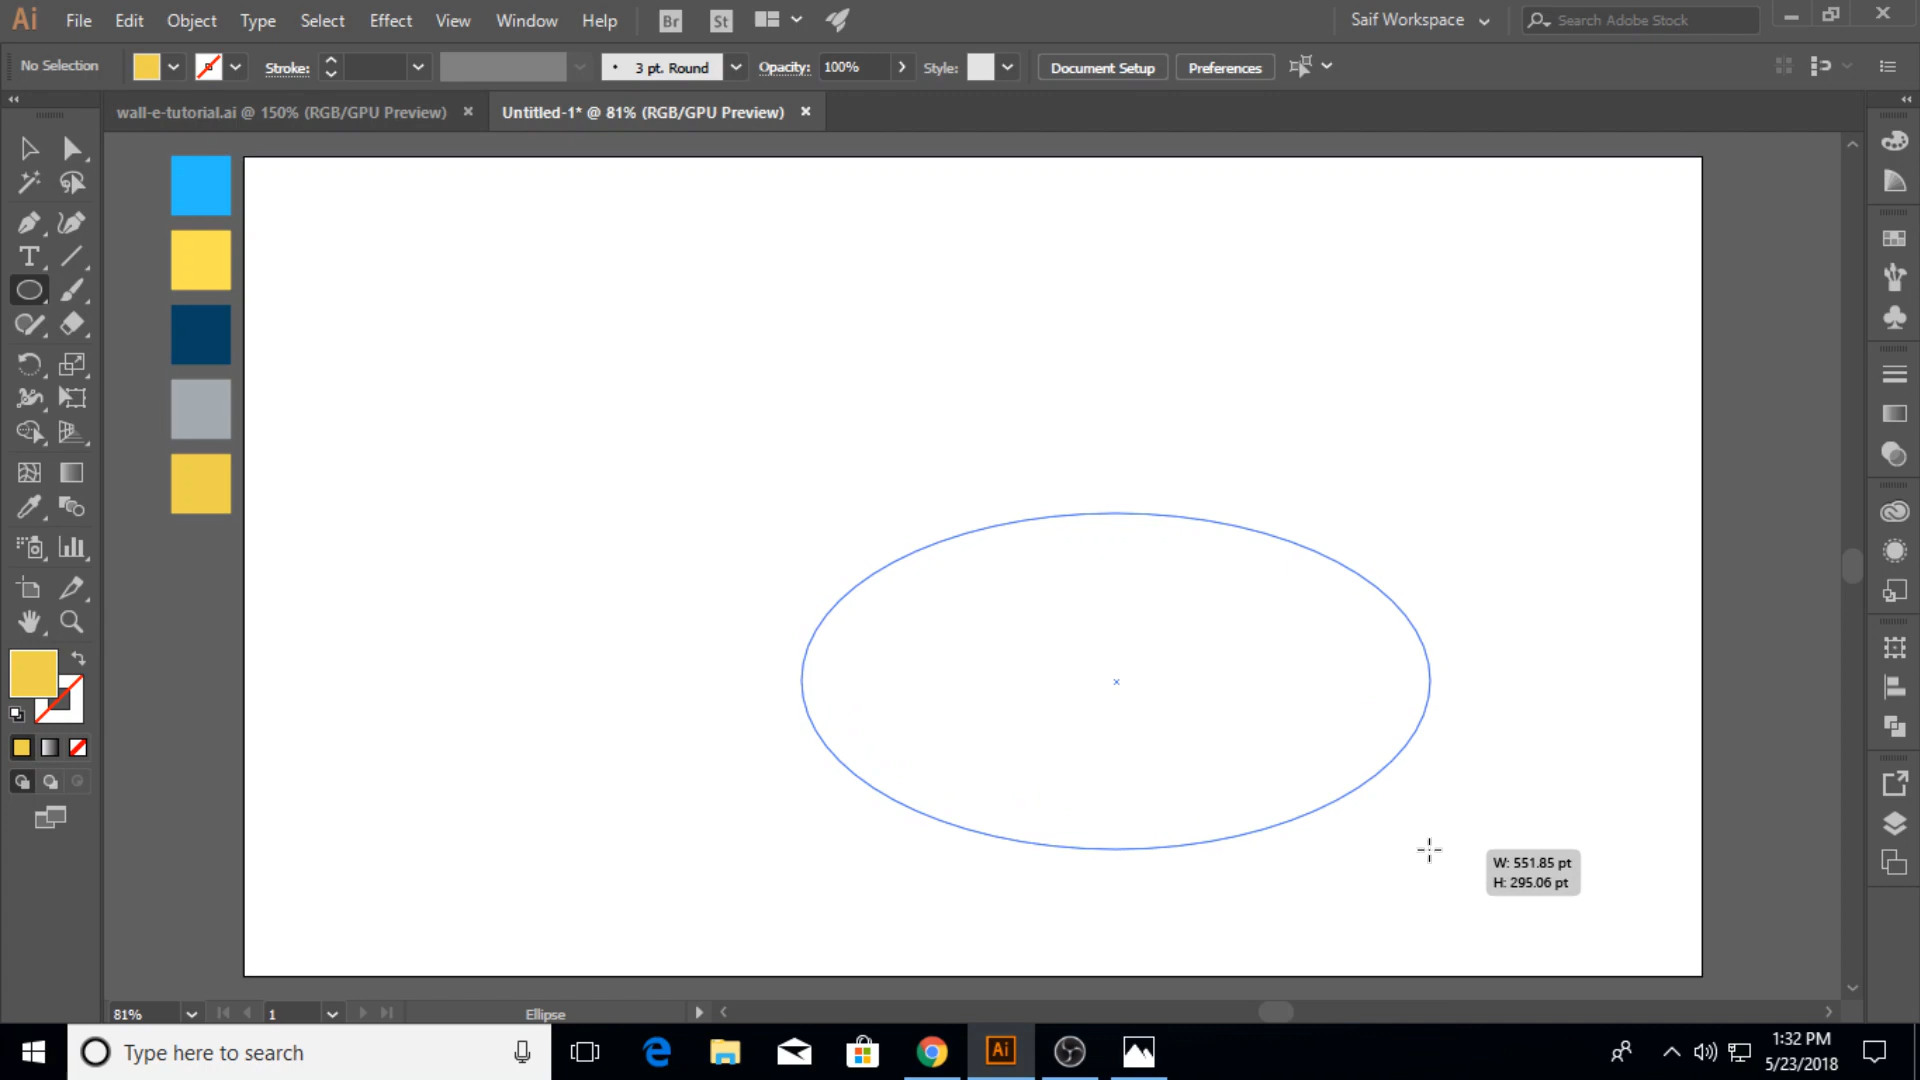 Ai File Edit Object Type Select Effect View Window Help Br St Saif Workspace Search Adobe Stock
No Selection Stroke: 3 pt. Round Opacity: 100% Style: Document Setup Preferences
wall-e-tutorial.ai @ 150% (RGB/GPU Preview) Untitled-1* @ 81% (RGB/GPU Preview)
T
W: 551.85 pt
H: 295.06 pt
81% 1 Ellipse
Type here to search Ai
1:32 PM
5/23/2018